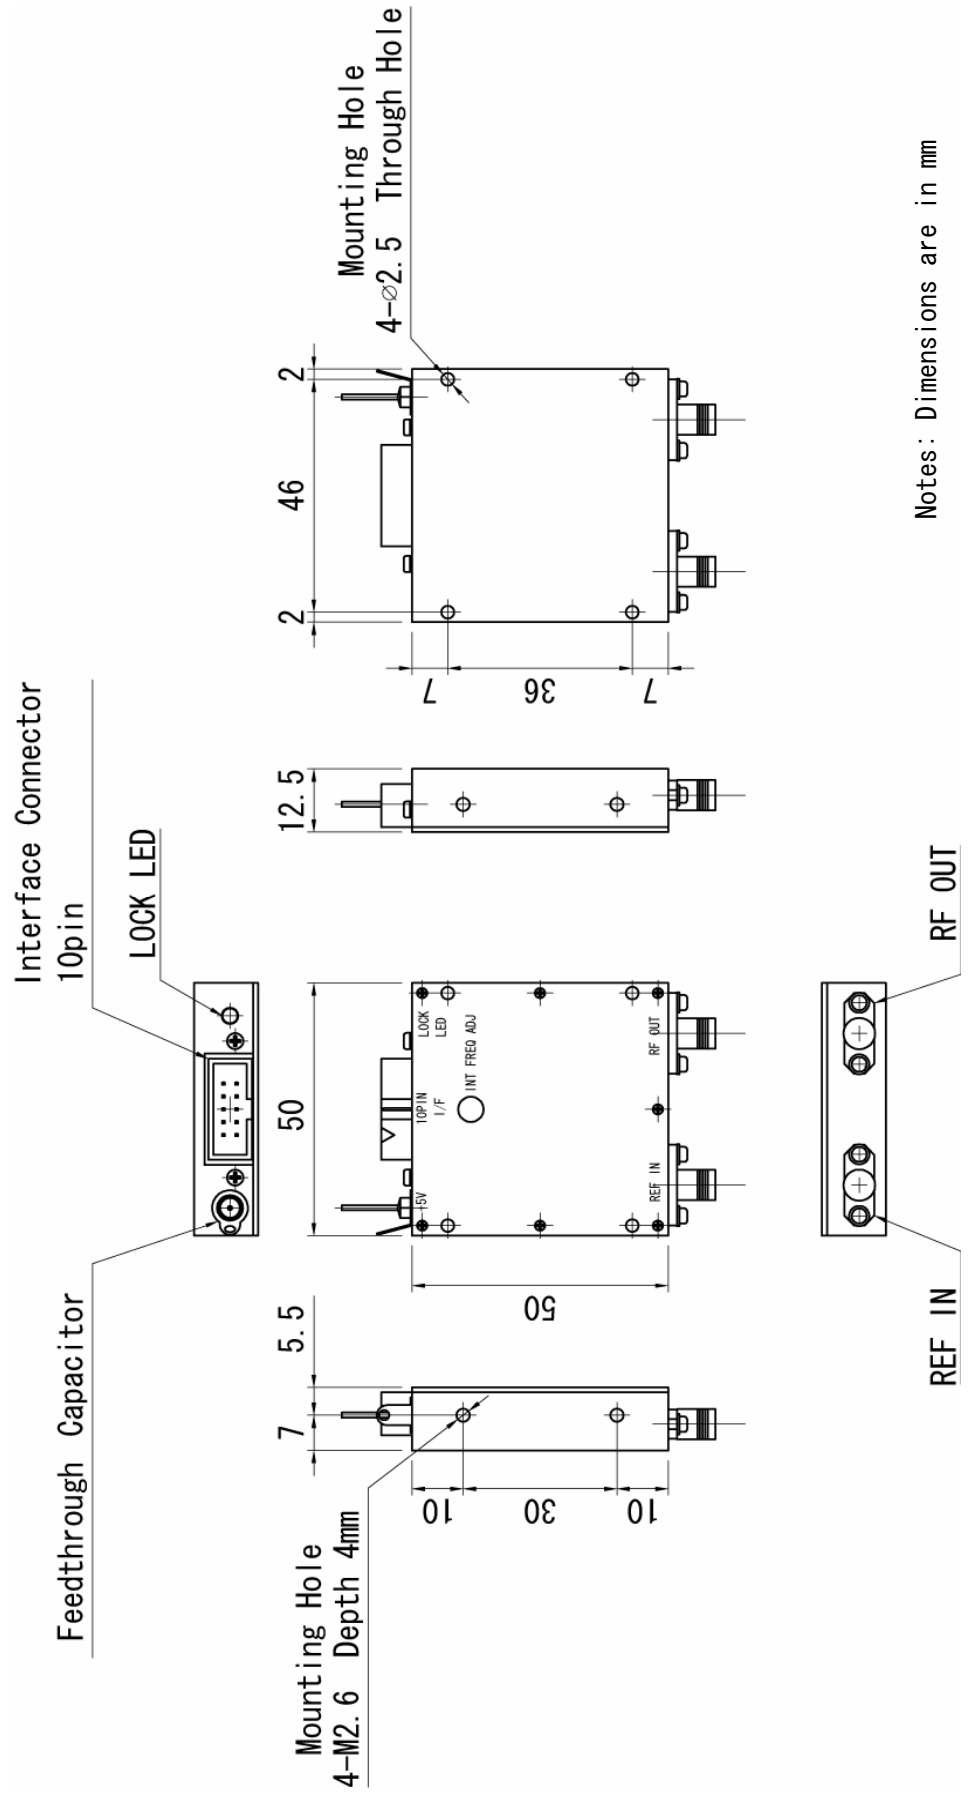 Feedthrough Capacitor
Interface Connector
10pin
LOCK LED
Mounting Hole
4-M2.6 Depth 4mm
Mounting Hole
4-⌀2.5 Through Hole
7
5.5
50
12.5
2
46
2
10
30
10
50
7
36
7
+5V
10PIN
I/F
LOCK
LED
INT FREQ ADJ
REF IN
RF OUT
REF IN
RF OUT
Notes: Dimensions are in mm